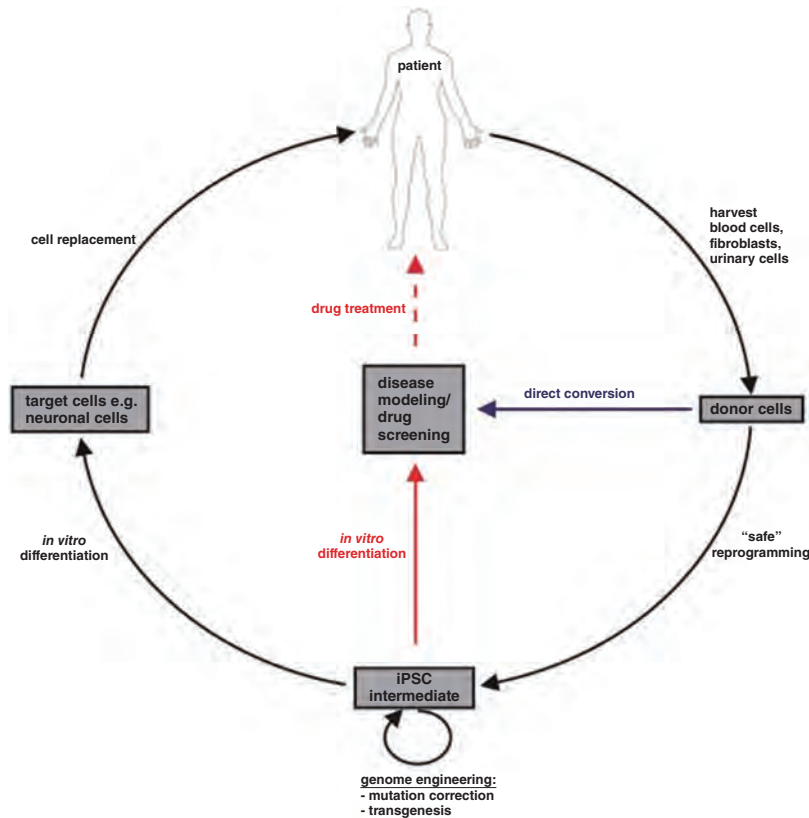 patient
harvest
blood cells,
fibroblasts,
urinary cells
cell replacement
drug treatment
target cells e.g.
neuronal cells
disease
modeling/
drug
screening
direct conversion
donor cells
in vitro
differentiation
in vitro
differentiation
“safe”
reprogramming
iPSC
intermediate
genome engineering:
- mutation correction
- transgenesis